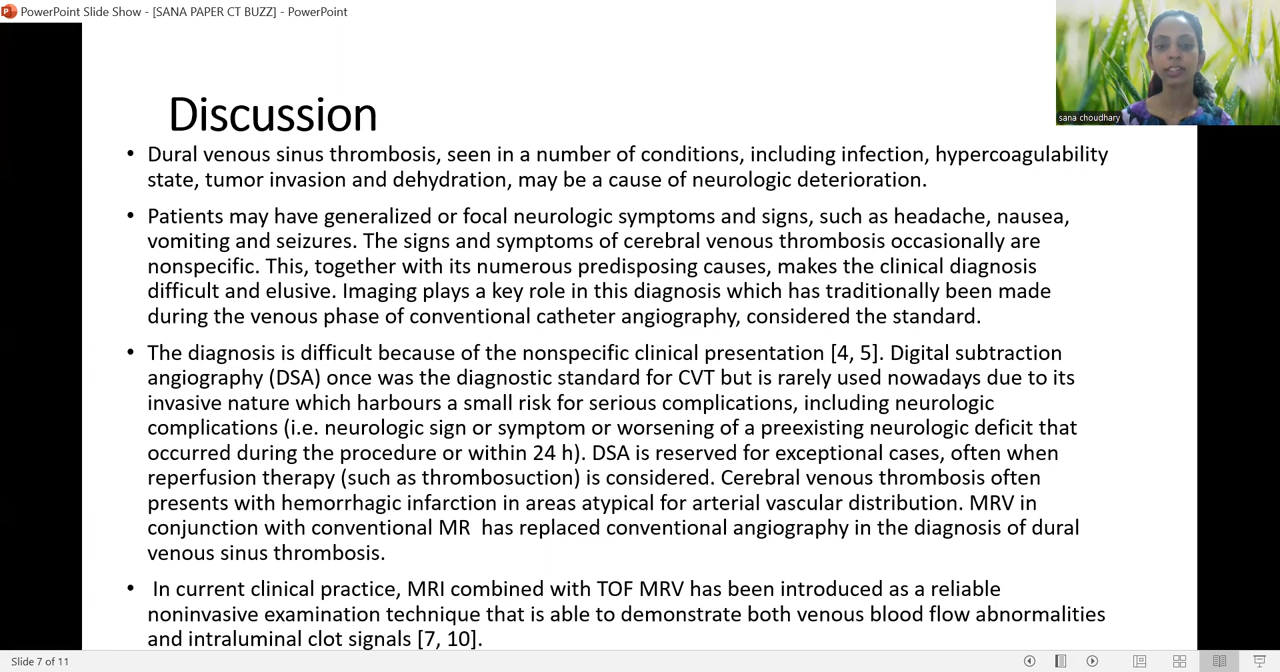 PowerPoint Slide Show - [SANA PAPER CT BUZZ] - PowerPoint
sana choudhary
Discussion
• Dural venous sinus thrombosis, seen in a number of conditions, including infection, hypercoagulability
state, tumor invasion and dehydration, may be a cause of neurologic deterioration.
• Patients may have generalized or focal neurologic symptoms and signs, such as headache, nausea,
vomiting and seizures. The signs and symptoms of cerebral venous thrombosis occasionally are
nonspecific. This, together with its numerous predisposing causes, makes the clinical diagnosis
difficult and elusive. Imaging plays a key role in this diagnosis which has traditionally been made
during the venous phase of conventional catheter angiography, considered the standard.
• The diagnosis is difficult because of the nonspecific clinical presentation [4, 5]. Digital subtraction
angiography (DSA) once was the diagnostic standard for CVT but is rarely used nowadays due to its
invasive nature which harbours a small risk for serious complications, including neurologic
complications (i.e. neurologic sign or symptom or worsening of a preexisting neurologic deficit that
occurred during the procedure or within 24 h). DSA is reserved for exceptional cases, often when
reperfusion therapy (such as thrombosuction) is considered. Cerebral venous thrombosis often
presents with hemorrhagic infarction in areas atypical for arterial vascular distribution. MRV in
conjunction with conventional MR  has replaced conventional angiography in the diagnosis of dural
venous sinus thrombosis.
• In current clinical practice, MRI combined with TOF MRV has been introduced as a reliable
noninvasive examination technique that is able to demonstrate both venous blood flow abnormalities
and intraluminal clot signals [7, 10].
Slide 7 of 11